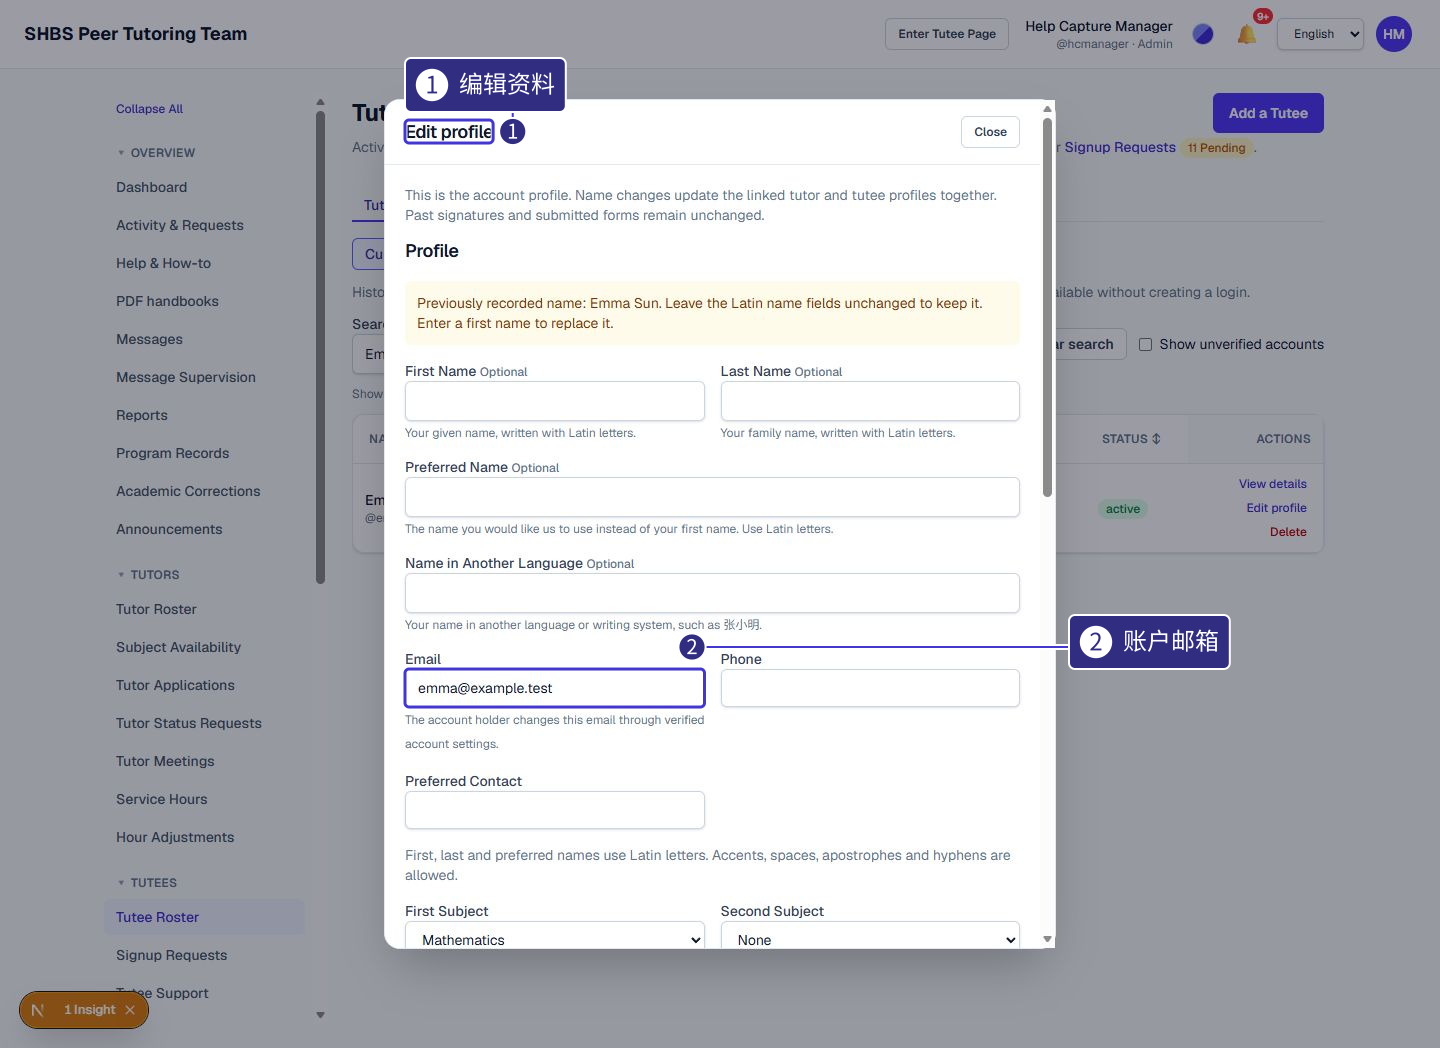 SHBS Peer Tutoring Team
Enter Tutee Page
Help Capture Manager
@hcmanager · Admin
9+
English
HM
Collapse All
OVERVIEW
Dashboard
Activity & Requests
Help & How-to
PDF handbooks
Messages
Message Supervision
Reports
Program Records
Academic Corrections
Announcements
TUTORS
Tutor Roster
Subject Availability
Tutor Applications
Tutor Status Requests
Tutor Meetings
Service Hours
Hour Adjustments
TUTEES
Tutee Roster
Signup Requests
Tutee Support
1 Insight
Add a Tutee
Signup Requests 11 Pending .
ailable without creating a login.
search
Show unverified accounts
Show
STATUS
ACTIONS
active
View details
Edit profile
Delete
1 编辑资料
Edit profile 1
Close
This is the account profile. Name changes update the linked tutor and tutee profiles together.
Past signatures and submitted forms remain unchanged.
Profile
Previously recorded name: Emma Sun. Leave the Latin name fields unchanged to keep it.
Enter a first name to replace it.
First Name Optional
Last Name Optional
Your given name, written with Latin letters.
Your family name, written with Latin letters.
Preferred Name Optional
The name you would like us to use instead of your first name. Use Latin letters.
Name in Another Language Optional
Your name in another language or writing system, such as 张小明.
2
2 账户邮箱
Email
Phone
emma@example.test
The account holder changes this email through verified
account settings.
Preferred Contact
First, last and preferred names use Latin letters. Accents, spaces, apostrophes and hyphens are
allowed.
First Subject
Second Subject
Mathematics
None